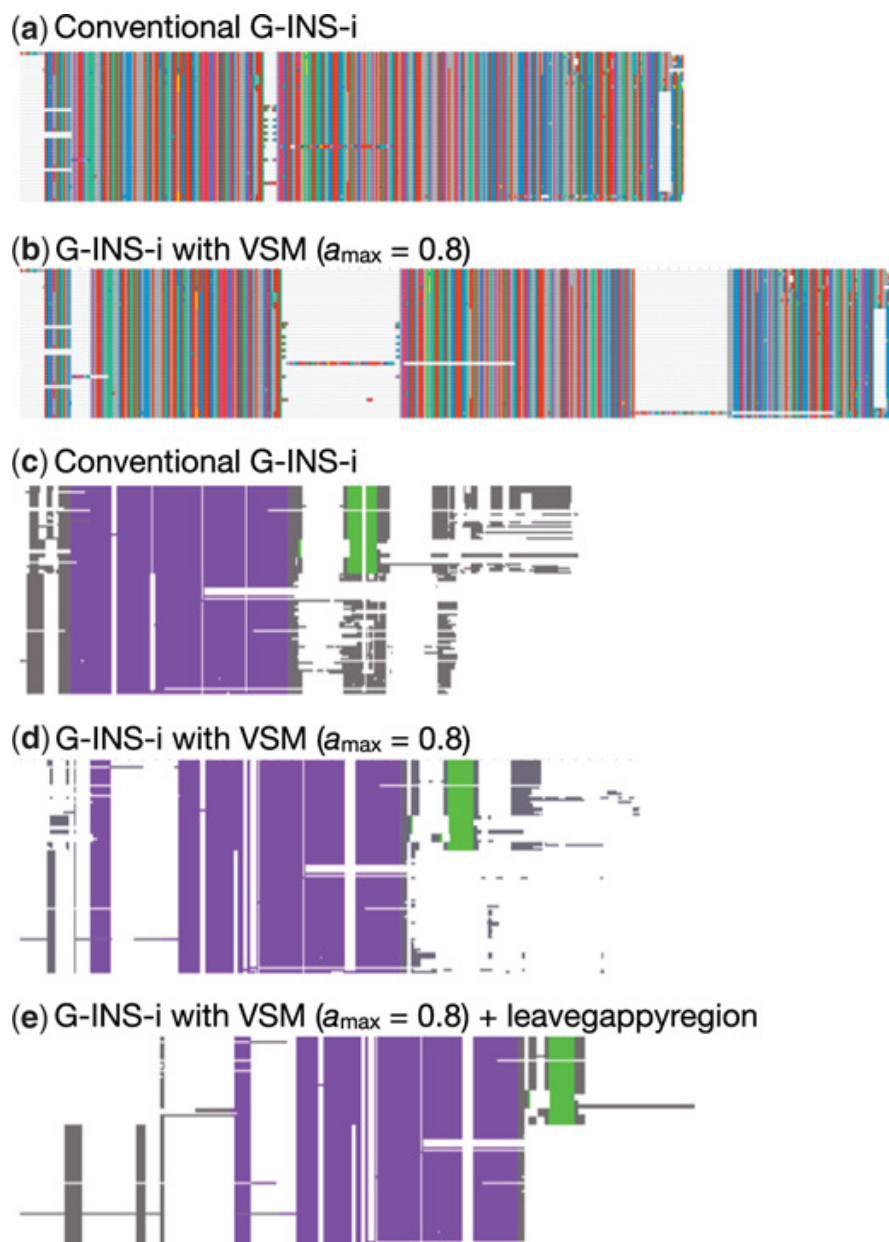 (a) Conventional G-INS-i
(b) G-INS-i with VSM (amax = 0.8)
(c) Conventional G-INS-i
(d) G-INS-i with VSM (amax = 0.8)
(e) G-INS-i with VSM (amax = 0.8) + leavegappyregion